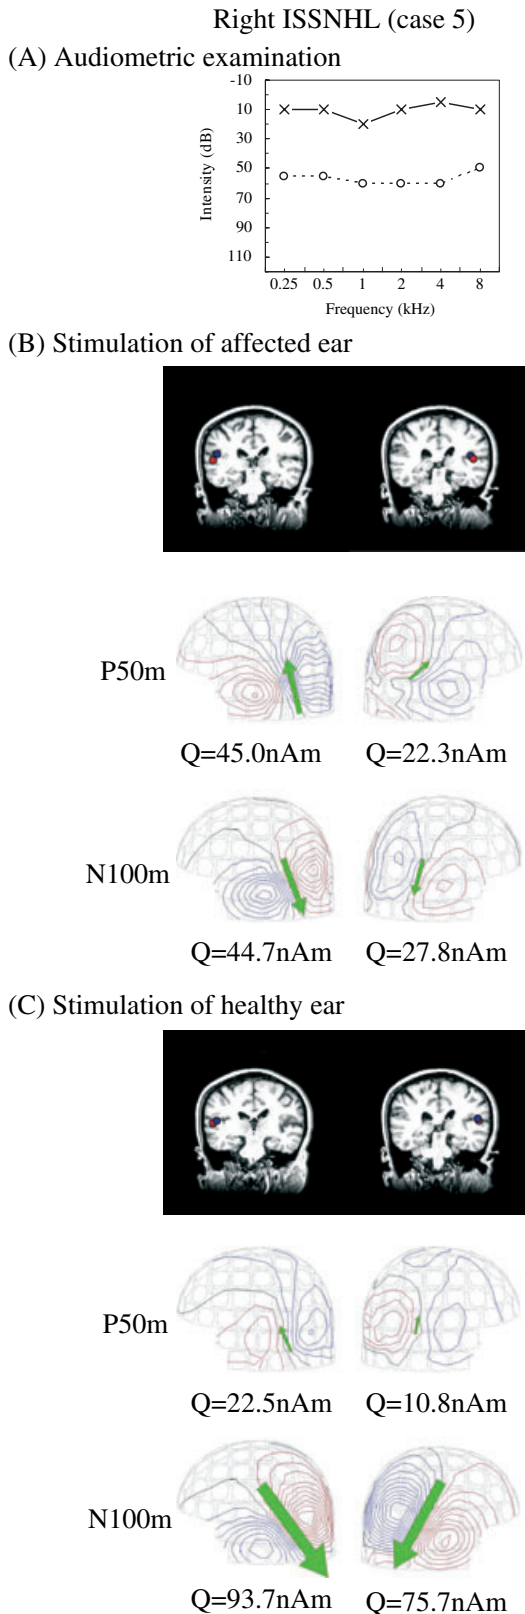 Right ISSNHL (case 5)
(A) Audiometric examination
-10
10
30
50
70
90
110
Intensity (dB)
0.25 0.5 1 2 4 8
Frequency (kHz)
(B) Stimulation of affected ear
P50m
Q=45.0nAm Q=22.3nAm
N100m
Q=44.7nAm Q=27.8nAm
(C) Stimulation of healthy ear
P50m
Q=22.5nAm Q=10.8nAm
N100m
Q=93.7nAm Q=75.7nAm